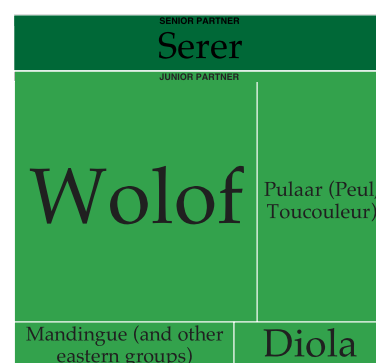 SENIOR PARTNER
Serer
JUNIOR PARTNER
Wolof
Pulaar (Peul,
Toucouleur)
Mandingue (and other
eastern groups)
Diola